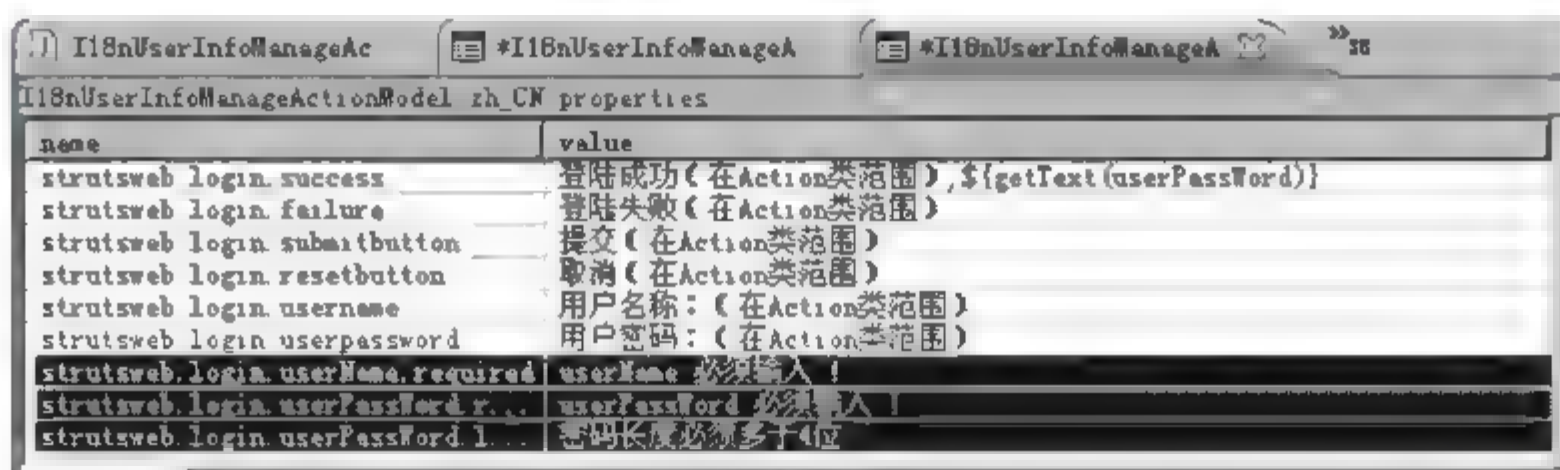 I18nUserInfoManageAc *I18nUserInfoManageA *I18nUserInfoManageA »36
I18nUserInfoManageActionModel zh_CN properties
name value
strutsweb.login.success 登陆成功(在Action类范围),${getText(userPassWord)}
strutsweb.login.failure 登陆失败(在Action类范围)
strutsweb.login.submitbutton 提交(在Action类范围)
strutsweb.login.resetbutton 取消(在Action类范围)
strutsweb.login.username 用户名称:(在Action类范围)
strutsweb.login.userpassword 用户密码:(在Action类范围)
strutsweb.login.userName.required userName 必须输入!
strutsweb.login.userPassWord.r... userPassWord 必须输入!
strutsweb.login.userPassWord.l... 密码长度必须多于4位